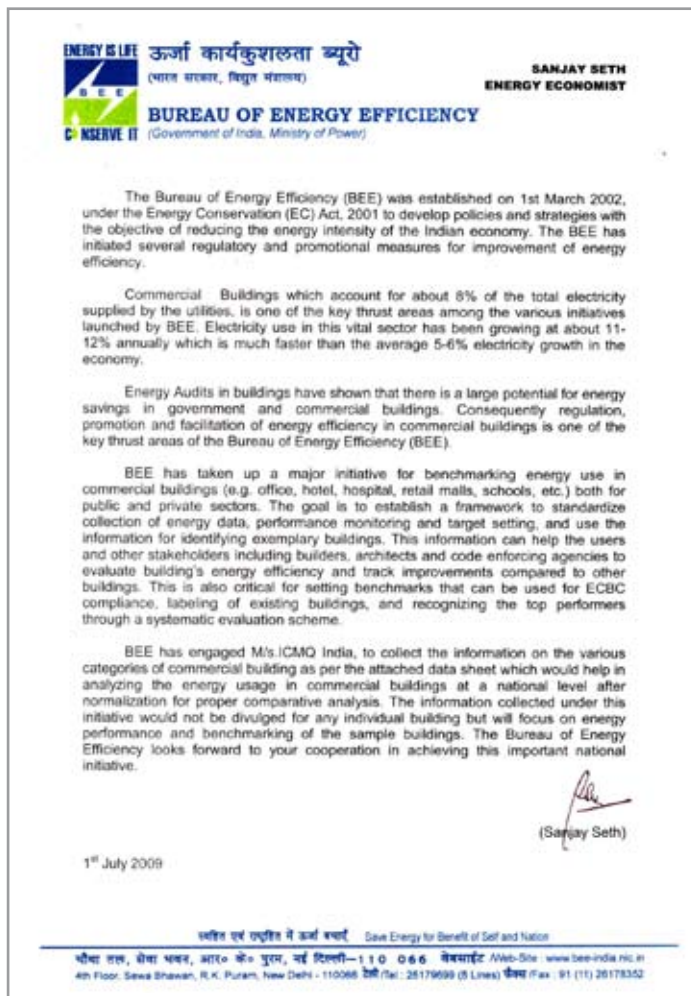 ENERGY IS LIFE
BEE
CONSERVE IT
ऊर्जा कार्यकुशलता ब्यूरो
(भारत सरकार, विद्युत मंत्रालय)
BUREAU OF ENERGY EFFICIENCY
(Government of India, Ministry of Power)
SANJAY SETH
ENERGY ECONOMIST
The Bureau of Energy Efficiency (BEE) was established on 1st March 2002,
under the Energy Conservation (EC) Act, 2001 to develop policies and strategies with
the objective of reducing the energy intensity of the Indian economy. The BEE has
initiated several regulatory and promotional measures for improvement of energy
efficiency.
Commercial Buildings which account for about 8% of the total electricity
supplied by the utilities, is one of the key thrust areas among the various initiatives
launched by BEE. Electricity use in this vital sector has been growing at about 11-
12% annually which is much faster than the average 5-6% electricity growth in the
economy.
Energy Audits in buildings have shown that there is a large potential for energy
savings in government and commercial buildings. Consequently regulation,
promotion and facilitation of energy efficiency in commercial buildings is one of the
key thrust areas of the Bureau of Energy Efficiency (BEE).
BEE has taken up a major initiative for benchmarking energy use in
commercial buildings (e.g. office, hotel, hospital, retail malls, schools, etc.) both for
public and private sectors. The goal is to establish a framework to standardize
collection of energy data, performance monitoring and target setting, and use the
information for identifying exemplary buildings. This information can help the users
and other stakeholders including builders, architects and code enforcing agencies to
evaluate building's energy efficiency and track improvements compared to other
buildings. This is also critical for setting benchmarks that can be used for ECBC
compliance, labeling of existing buildings, and recognizing the top performers
through a systematic evaluation scheme.
BEE has engaged M/s.ICMQ India, to collect the information on the various
categories of commercial building as per the attached data sheet which would help in
analyzing the energy usage in commercial buildings at a national level after
normalization for proper comparative analysis. The information collected under this
initiative would not be divulged for any individual building but will focus on energy
performance and benchmarking of the sample buildings. The Bureau of Energy
Efficiency looks forward to your cooperation in achieving this important national
initiative.
(Sanjay Seth)
1st July 2009
स्वहित एवं राष्ट्रहित में ऊर्जा बचाएँ Save Energy for Benefit of Self and Nation
चौथा तल, सेवा भवन, आर० के० पुरम, नई दिल्ली-110 066 वेबसाईट /Web-Site : www.bee-india.nic.in
4th Floor, Sewa Bhawan, R.K. Puram, New Delhi - 110066 टेली /Tel : 26179699 (5 Lines) फैक्स /Fax : 91 (11) 26178352